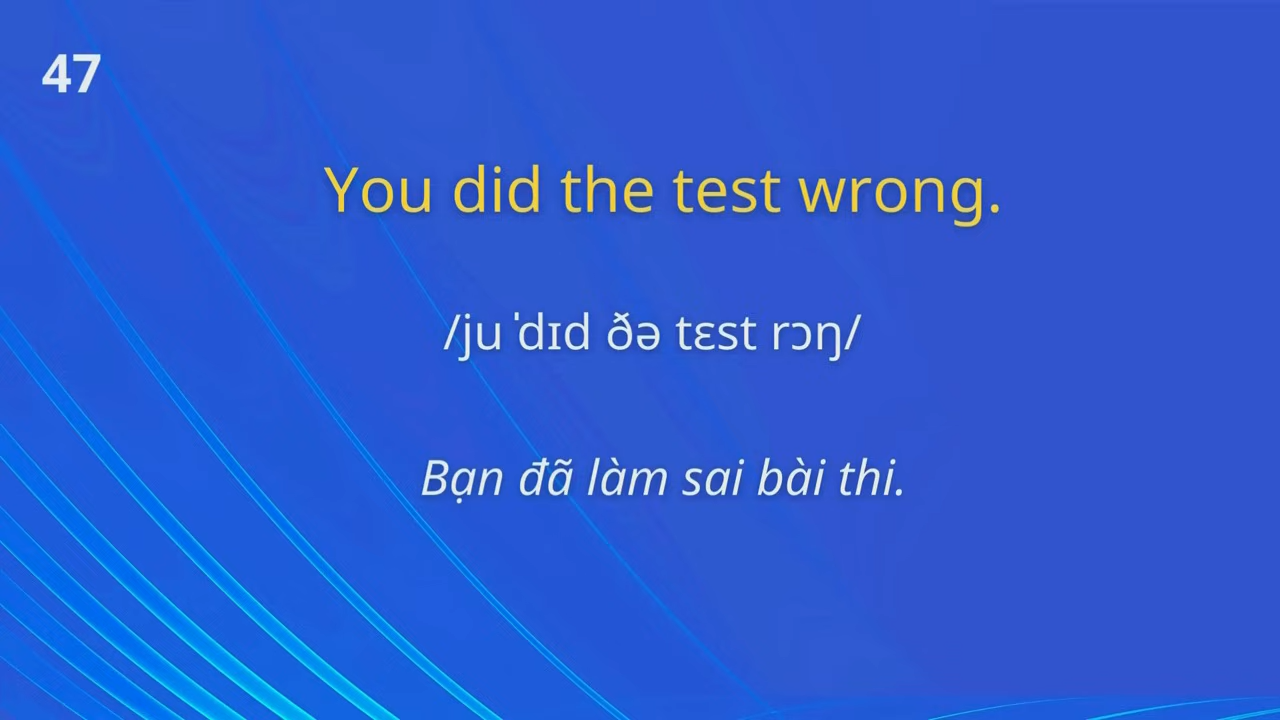 47
You did the test wrong.
/ju ˈdɪd ðə tɛst rɔŋ/
Bạn đã làm sai bài thi.